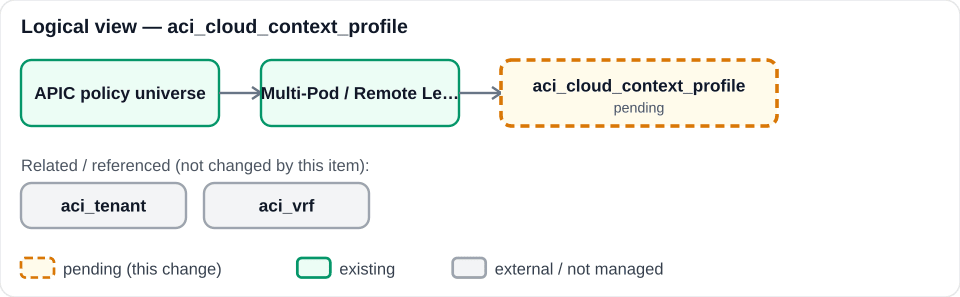 Logical view — aci_cloud_context_profile
APIC policy universe
Multi-Pod / Remote Le…
aci_cloud_context_profile
pending
Related / referenced (not changed by this item):
aci_tenant
aci_vrf
pending (this change)
existing
external / not managed